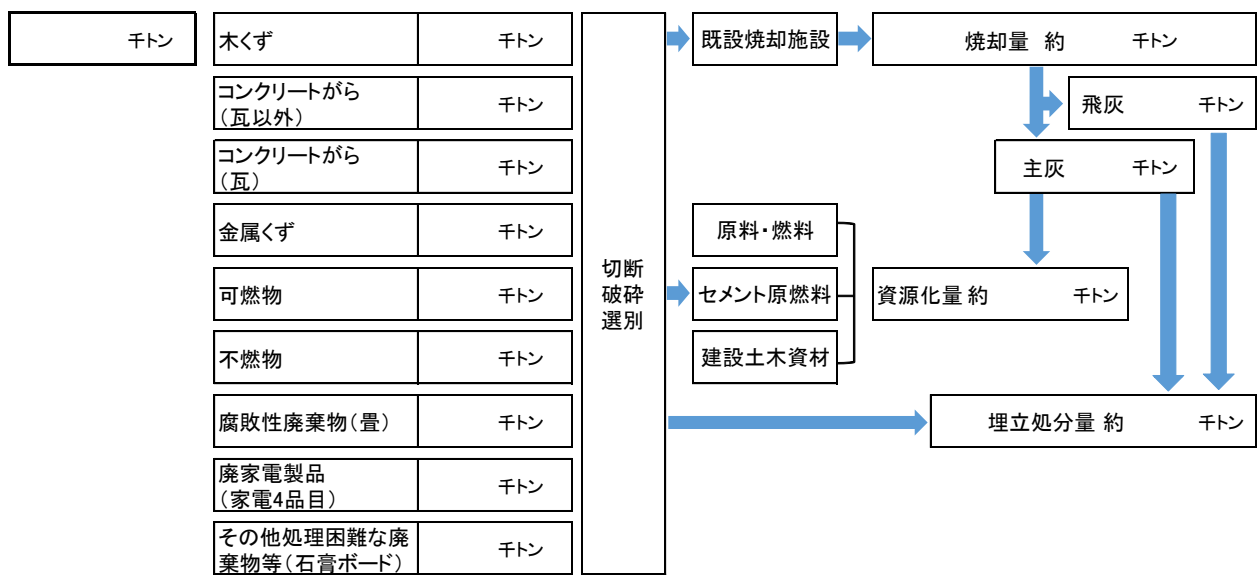 千トン
木くず 千トン
コンクリートがら
(瓦以外)
千トン
コンクリートがら
(瓦)
千トン
金属くず 千トン
可燃物 千トン
不燃物 千トン
腐敗性廃棄物(畳) 千トン
廃家電製品
(家電4品目)
千トン
その他処理困難な廃
棄物等(石膏ボード)
千トン
切断
破砕
選別
既設焼却施設
焼却量 約 千トン
飛灰 千トン
主灰 千トン
原料・燃料
セメント原燃料
建設土木資材
資源化量 約 千トン
埋立処分量 約 千トン